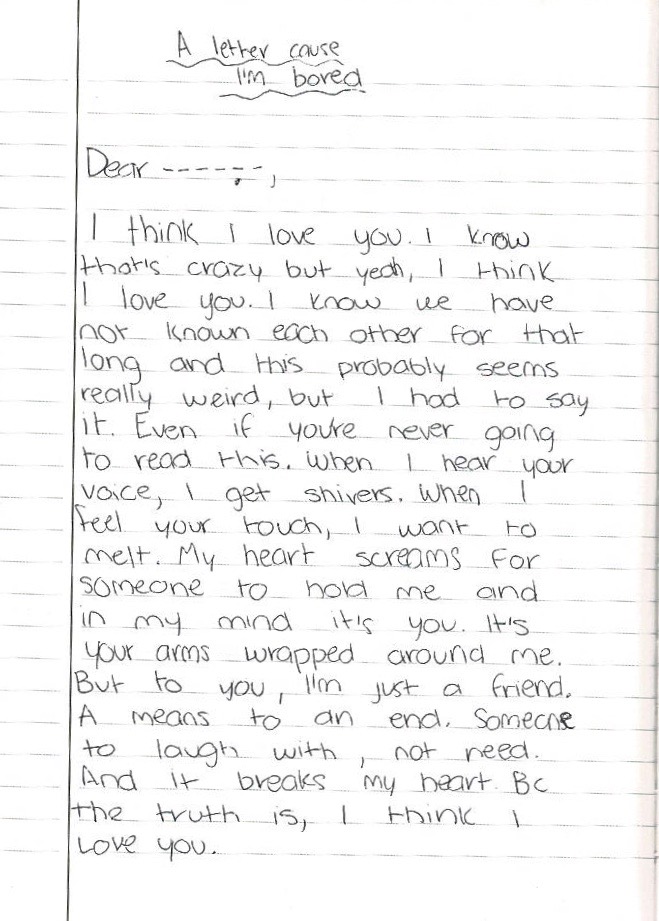 A letter cause
I'm bored
Dear ------,
I think I love you. I know
that's crazy but yeah, I think
I love you. I know we have
not known each other for that
long and this probably seems
really weird, but I had to say
it. Even if you're never going
to read this. When I hear your
voice, I get shivers. When I
feel your touch, I want to
melt. My heart screams for
someone to hold me and
in my mind it's you. It's
your arms wrapped around me.
But to you, I'm just a friend.
A means to an end. Someone
to laugh with, not need.
And it breaks my heart. Bc
the truth is, I think I
Love you.